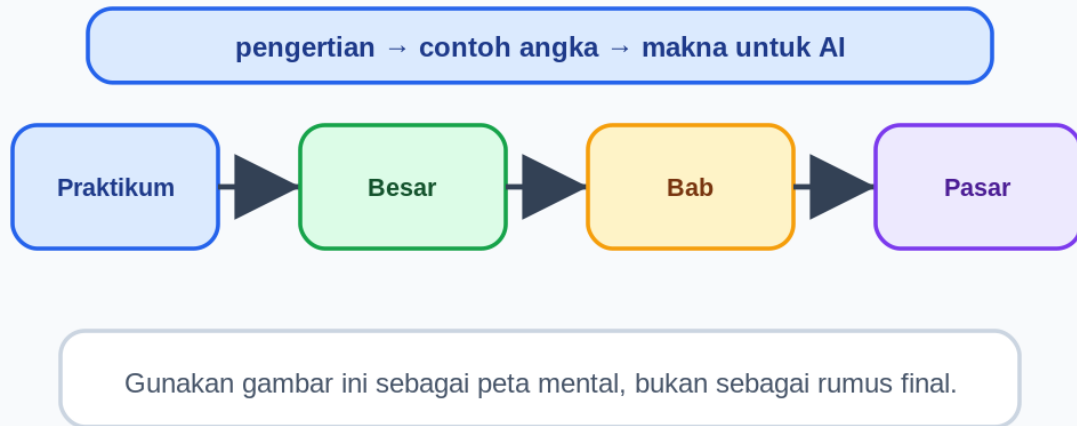 pengertian → contoh angka → makna untuk AI
Praktikum
Besar
Bab
Pasar
Gunakan gambar ini sebagai peta mental, bukan sebagai rumus final.